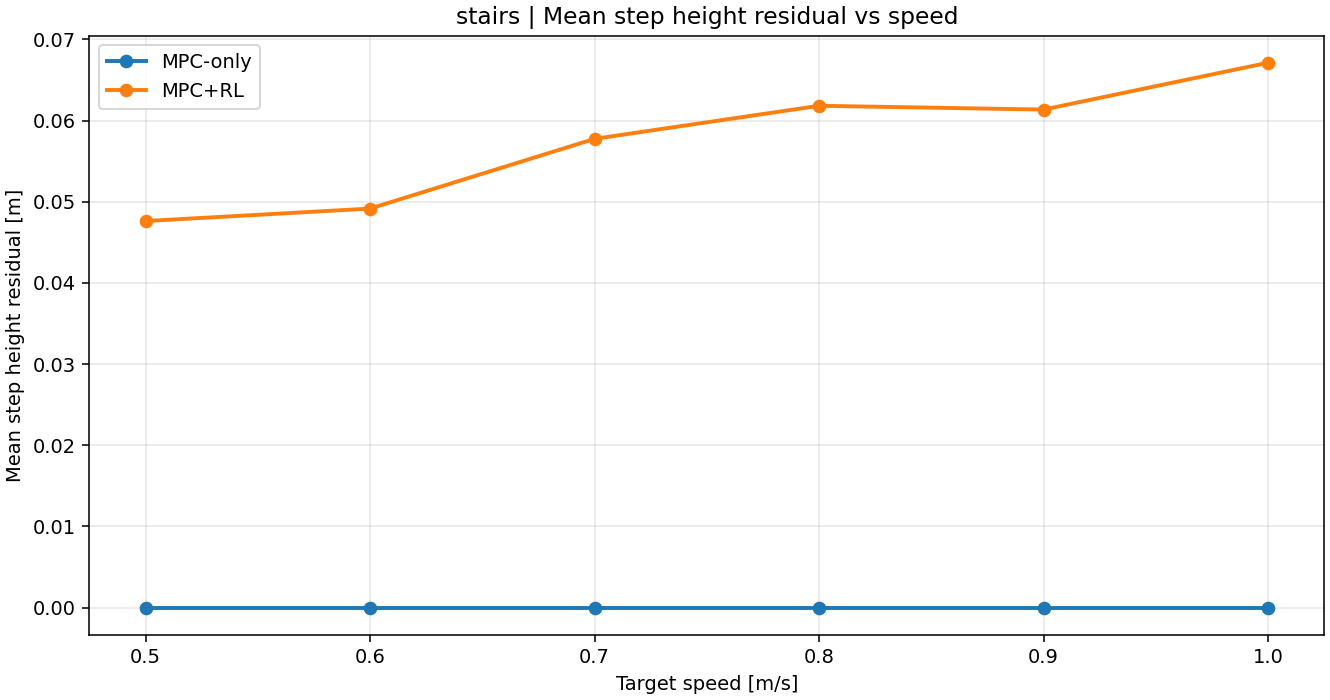 stairs | Mean step height residual vs speed
MPC-only
MPC+RL
Mean step height residual [m]
0.07
0.06
0.05
0.04
0.03
0.02
0.01
0.00
0.5 0.6 0.7 0.8 0.9 1.0
Target speed [m/s]